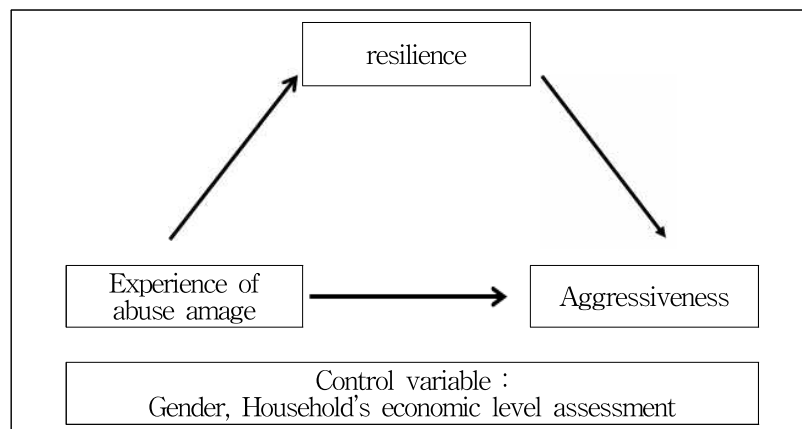 resilience
Experience of
abuse amage
Aggressiveness
Control variable :
Gender, Household's economic level assessment